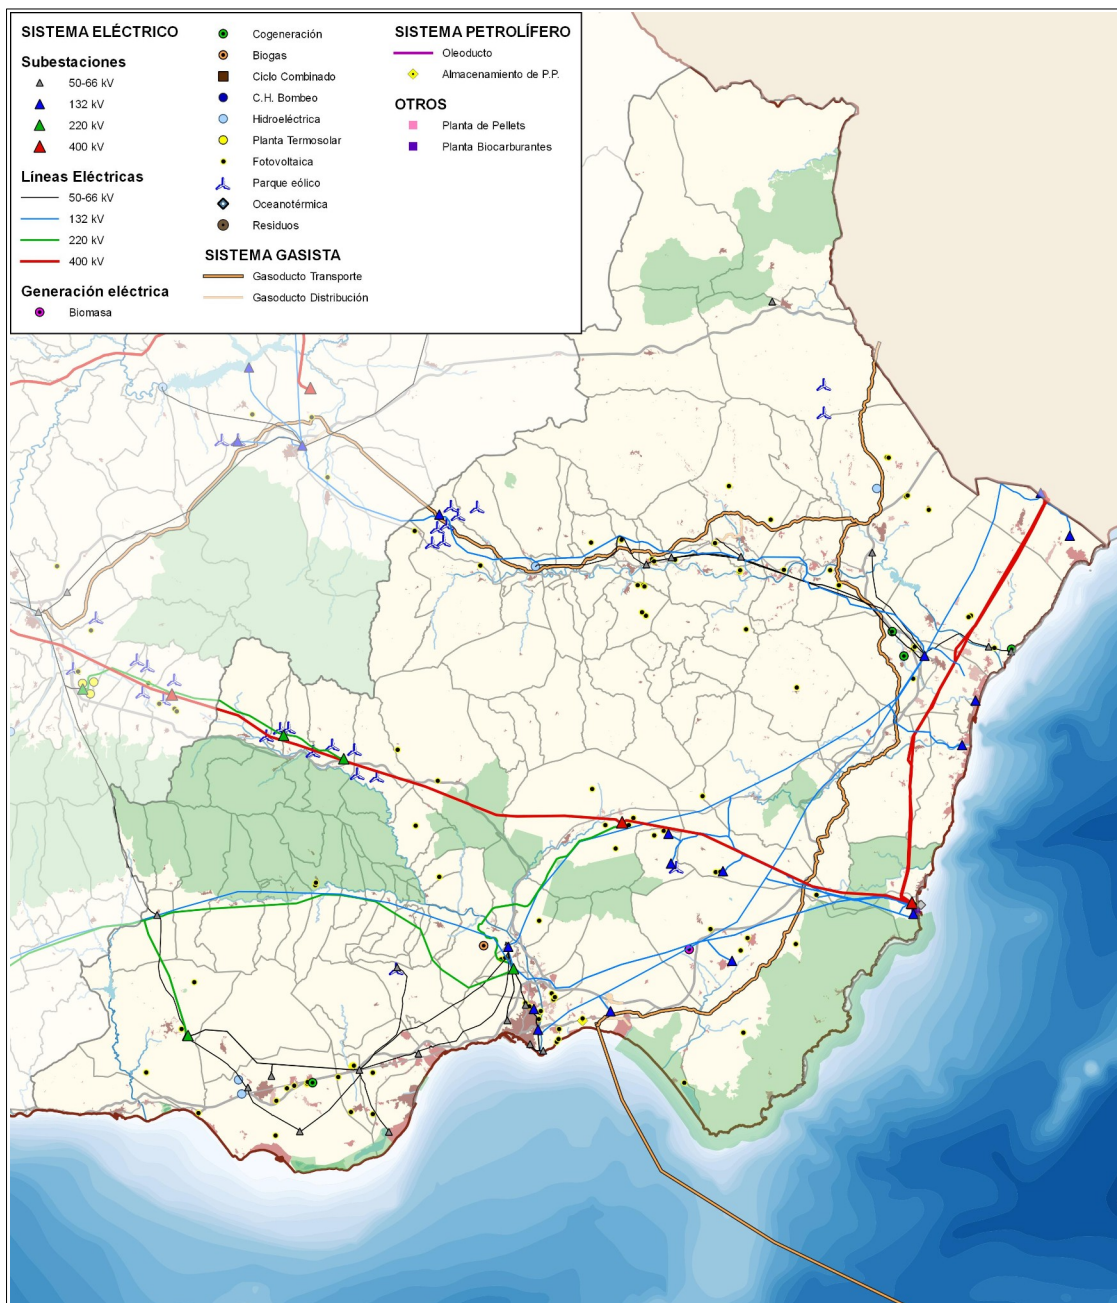 SISTEMA ELÉCTRICO
Subestaciones
50-66 kV
132 kV
220 kV
400 kV
Líneas Eléctricas
50-66 kV
132 kV
220 kV
400 kV
Generación eléctrica
Biomasa
Cogeneración
Biogas
Ciclo Combinado
C.H. Bombeo
Hidroeléctrica
Planta Termosolar
Fotovoltaica
Parque eólico
Oceanotérmica
Residuos
SISTEMA GASISTA
Gasoducto Transporte
Gasoducto Distribución
SISTEMA PETROLÍFERO
Oleoducto
Almacenamiento de P.P.
OTROS
Planta de Pellets
Planta Biocarburantes